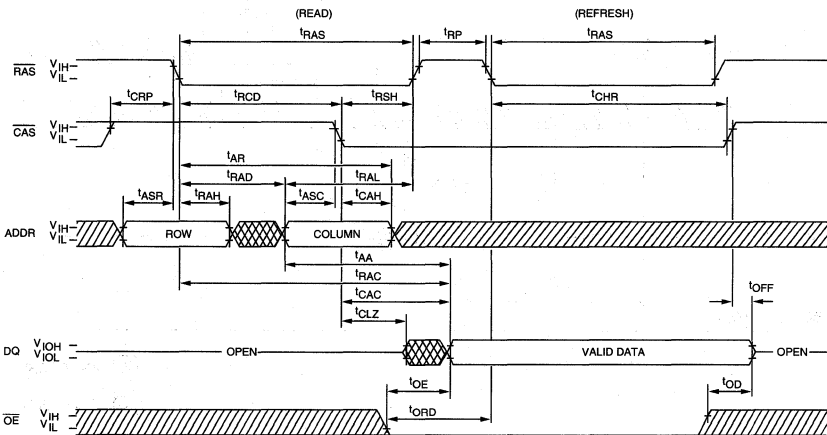 (READ) (REFRESH)
tRAS tRP tRAS
RAS VIH
VIL
tCRP tRCD tRSH tCHR
CAS VIH
VIL
tAR
tRAD tRAL
tASR tRAH tASC tCAH
ADDR VIH
VIL
ROW COLUMN
tAA
tRAC
tCAC tOFF
tCLZ
DQ VIOH
VIOL
OPEN VALID DATA OPEN
tOE tOD
tORD
OE VIH
VIL